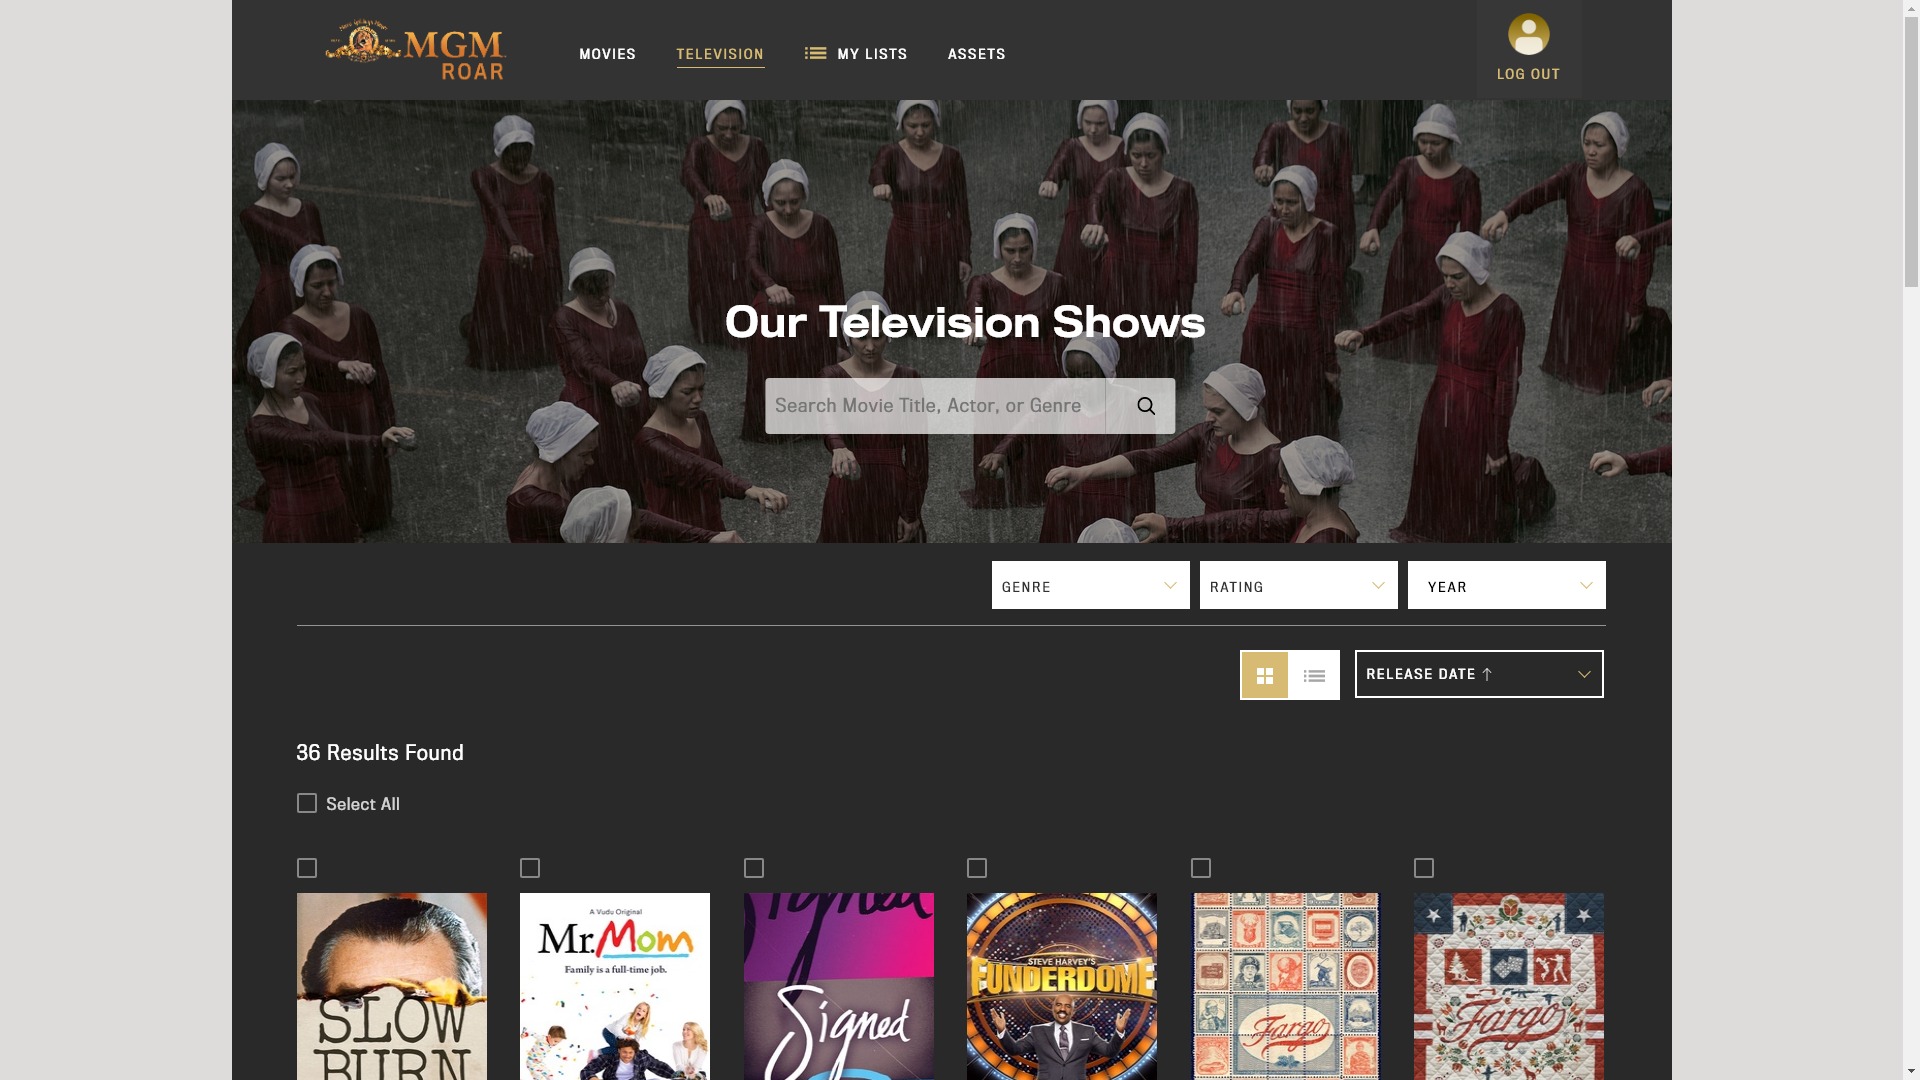 MGM
ROAR
MOVIES
TELEVISION
MY LISTS
ASSETS
LOG OUT
Our Television Shows
Search Movie Title, Actor, or Genre
GENRE
RATING
YEAR
RELEASE DATE ↑
36 Results Found
Select All
SLOW
BURN
A Vudu Original
Mr. Mom
Family is a full-time job.
Signed
Signed
STEVE HARVEY'S
FUNDERDOME
Fargo
Fargo